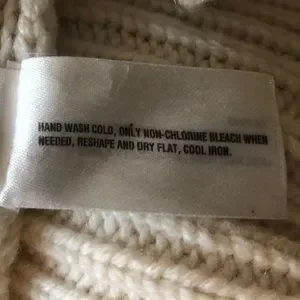 HAND WASH COLD, ONLY NON-CHLORINE BLEACH WHEN
NEEDED, RESHAPE AND DRY FLAT, COOL IRON.